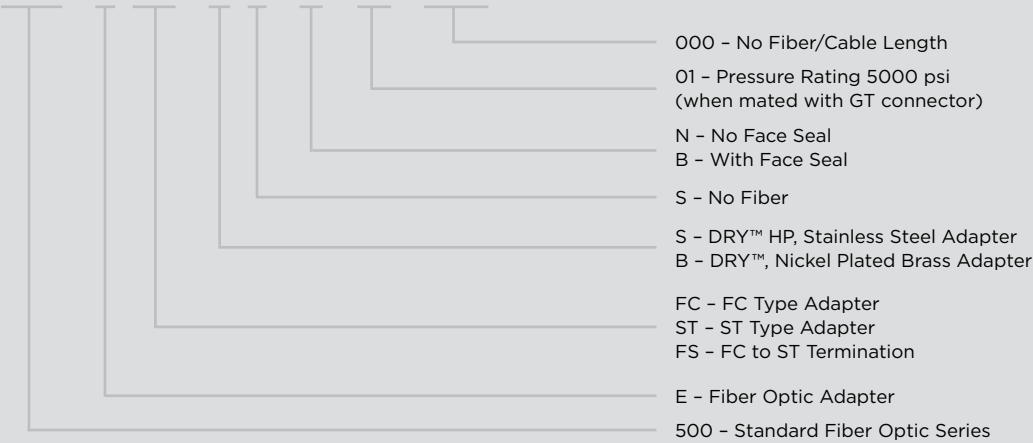 000 – No Fiber/Cable Length
01 – Pressure Rating 5000 psi
(when mated with GT connector)
N – No Face Seal
B – With Face Seal
S – No Fiber
S – DRY™ HP, Stainless Steel Adapter
B – DRY™, Nickel Plated Brass Adapter
FC – FC Type Adapter
ST – ST Type Adapter
FS – FC to ST Termination
E – Fiber Optic Adapter
500 – Standard Fiber Optic Series